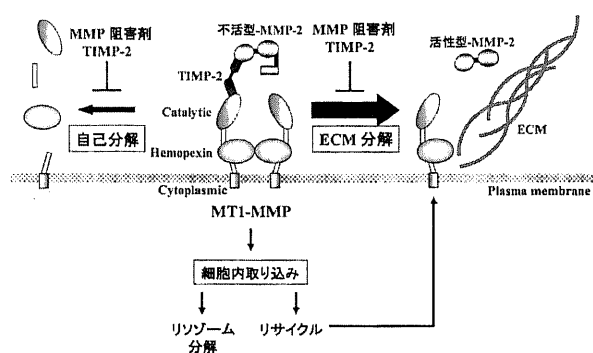 MMP 阻害剤
TIMP-2
不活型-MMP-2
MMP 阻害剤
TIMP-2
活性型-MMP-2
TIMP-2
Catalytic
自己分解
ECM 分解
ECM
Hemopexin
Cytoplasmic
Plasma membrane
MT1-MMP
細胞内取り込み
リソゾーム
分解
リサイクル